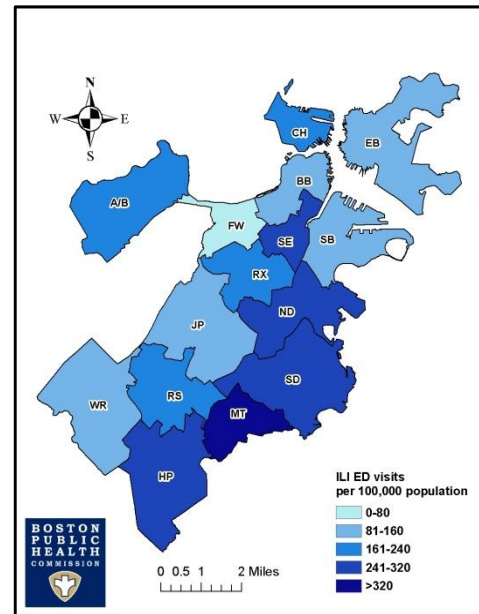 N
W E
S
CH
EB
BB
A/B
FW
SE
SB
RX
ND
JP
SD
WR
RS
MT
HP
ILI ED visits
per 100,000 population
0-80
81-160
161-240
241-320
>320
BOSTON
PUBLIC
HEALTH
COMMISSION
0 0.5 1 2 Miles